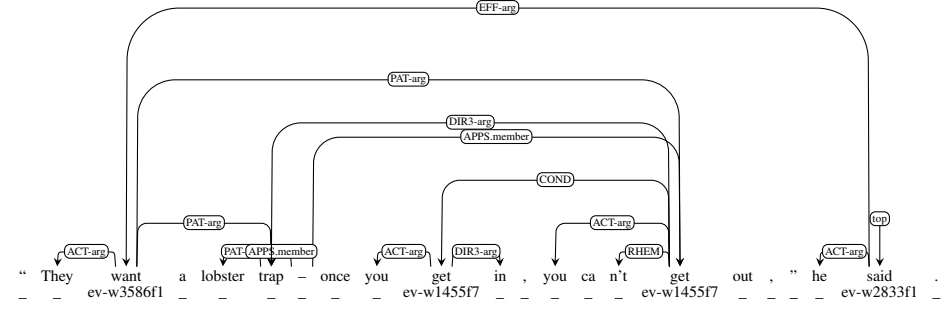 EFF-arg
PAT-arg
DIR3-arg
APPS.member
COND
top
PAT-arg ACT-arg
ACT-arg PAT- APPS.member ACT-arg DIR3-arg RHEM ACT-arg
“ They want a lobster trap – once you get in , you ca n’t get out , ” he said .
_ _ ev-w3586f1 _ _ _ _ _ _ ev-w1455f7 _ _ _ _ _ ev-w1455f7 _ _ _ _ ev-w2833f1 _